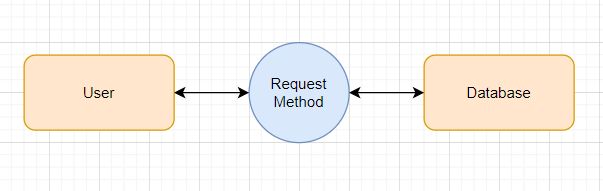 User
Request
Method
Database